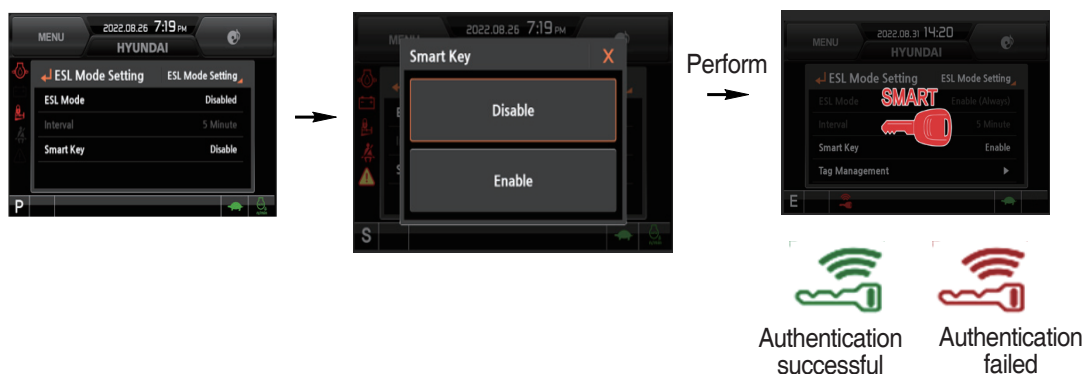 MENU
2022.08.26 7:19 PM
HYUNDAI
ESL Mode Setting
ESL Mode Setting
ESL Mode Disabled
Interval 5 Minute
Smart Key Disable
P
MENU
2022.08.26 7:19 PM
Smart Key X
Disable
Enable
S
Perform
MENU
2022.08.31 14:20
HYUNDAI
ESL Mode Setting
ESL Mode Setting
ESL Mode Enable (Always)
SMART
Interval 5 Minute
Smart Key Enable
Tag Management
E
Authentication
successful
Authentication
failed